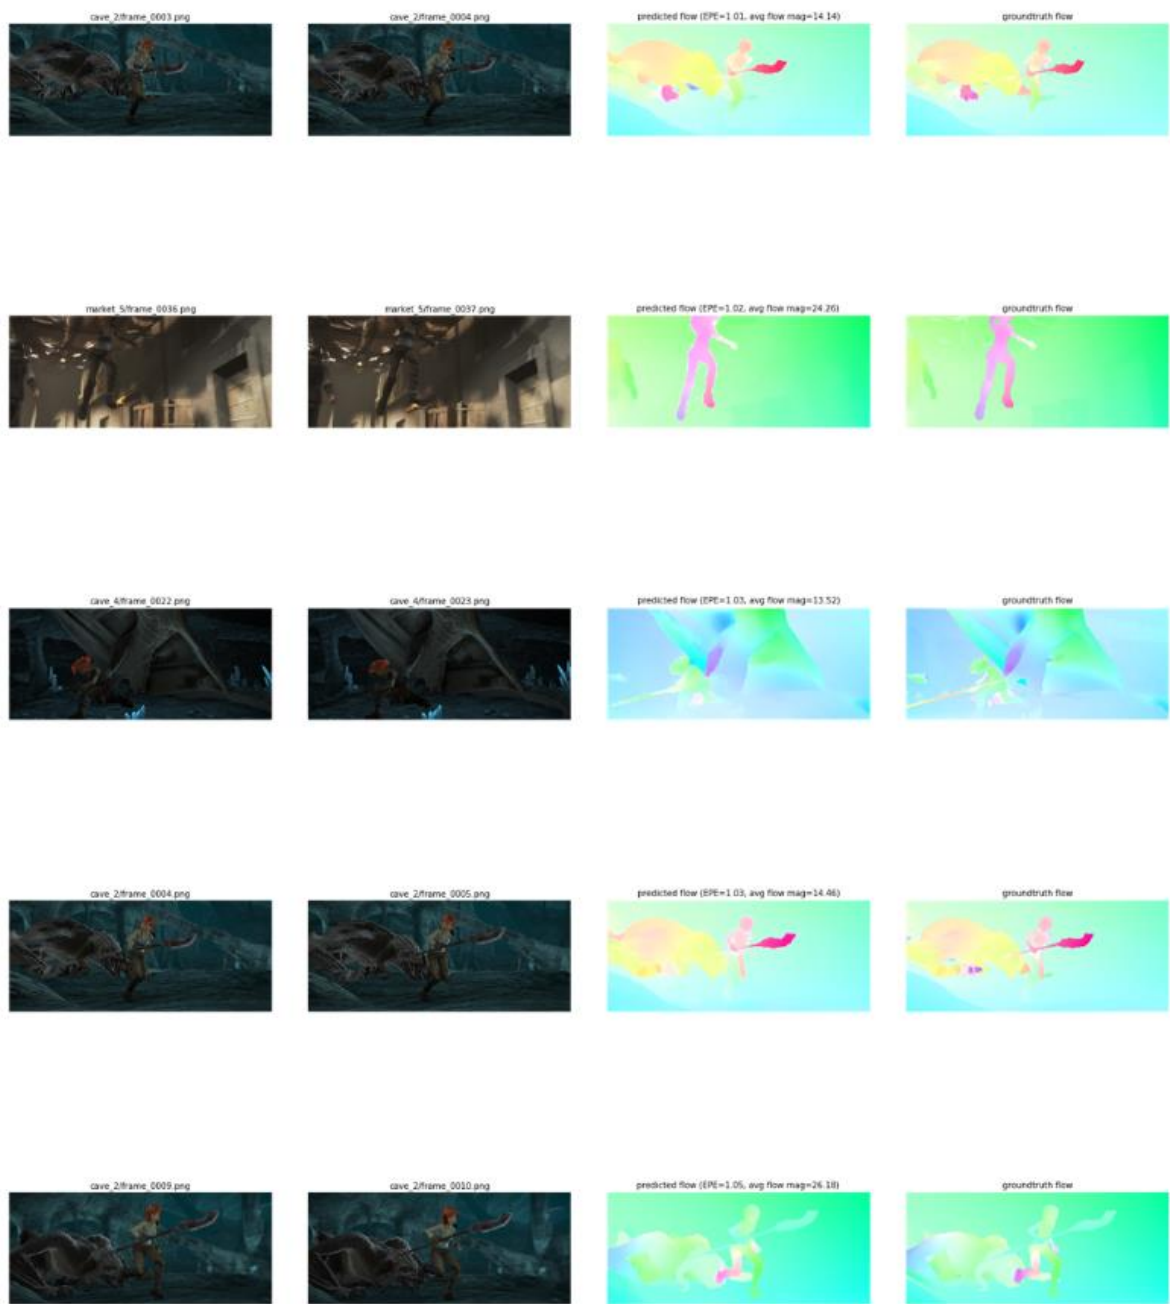 cave_2/frame_0003.png cave_2/frame_0004.png predicted flow (EPE=1.01, avg flow mag=14.14) groundtruth flow
market_5/frame_0036.png market_5/frame_0037.png predicted flow (EPE=1.02, avg flow mag=24.26) groundtruth flow
cave_4/frame_0022.png cave_4/frame_0023.png predicted flow (EPE=1.03, avg flow mag=13.52) groundtruth flow
cave_2/frame_0004.png cave_2/frame_0005.png predicted flow (EPE=1.03, avg flow mag=14.46) groundtruth flow
cave_2/frame_0009.png cave_2/frame_0010.png predicted flow (EPE=1.05, avg flow mag=26.18) groundtruth flow